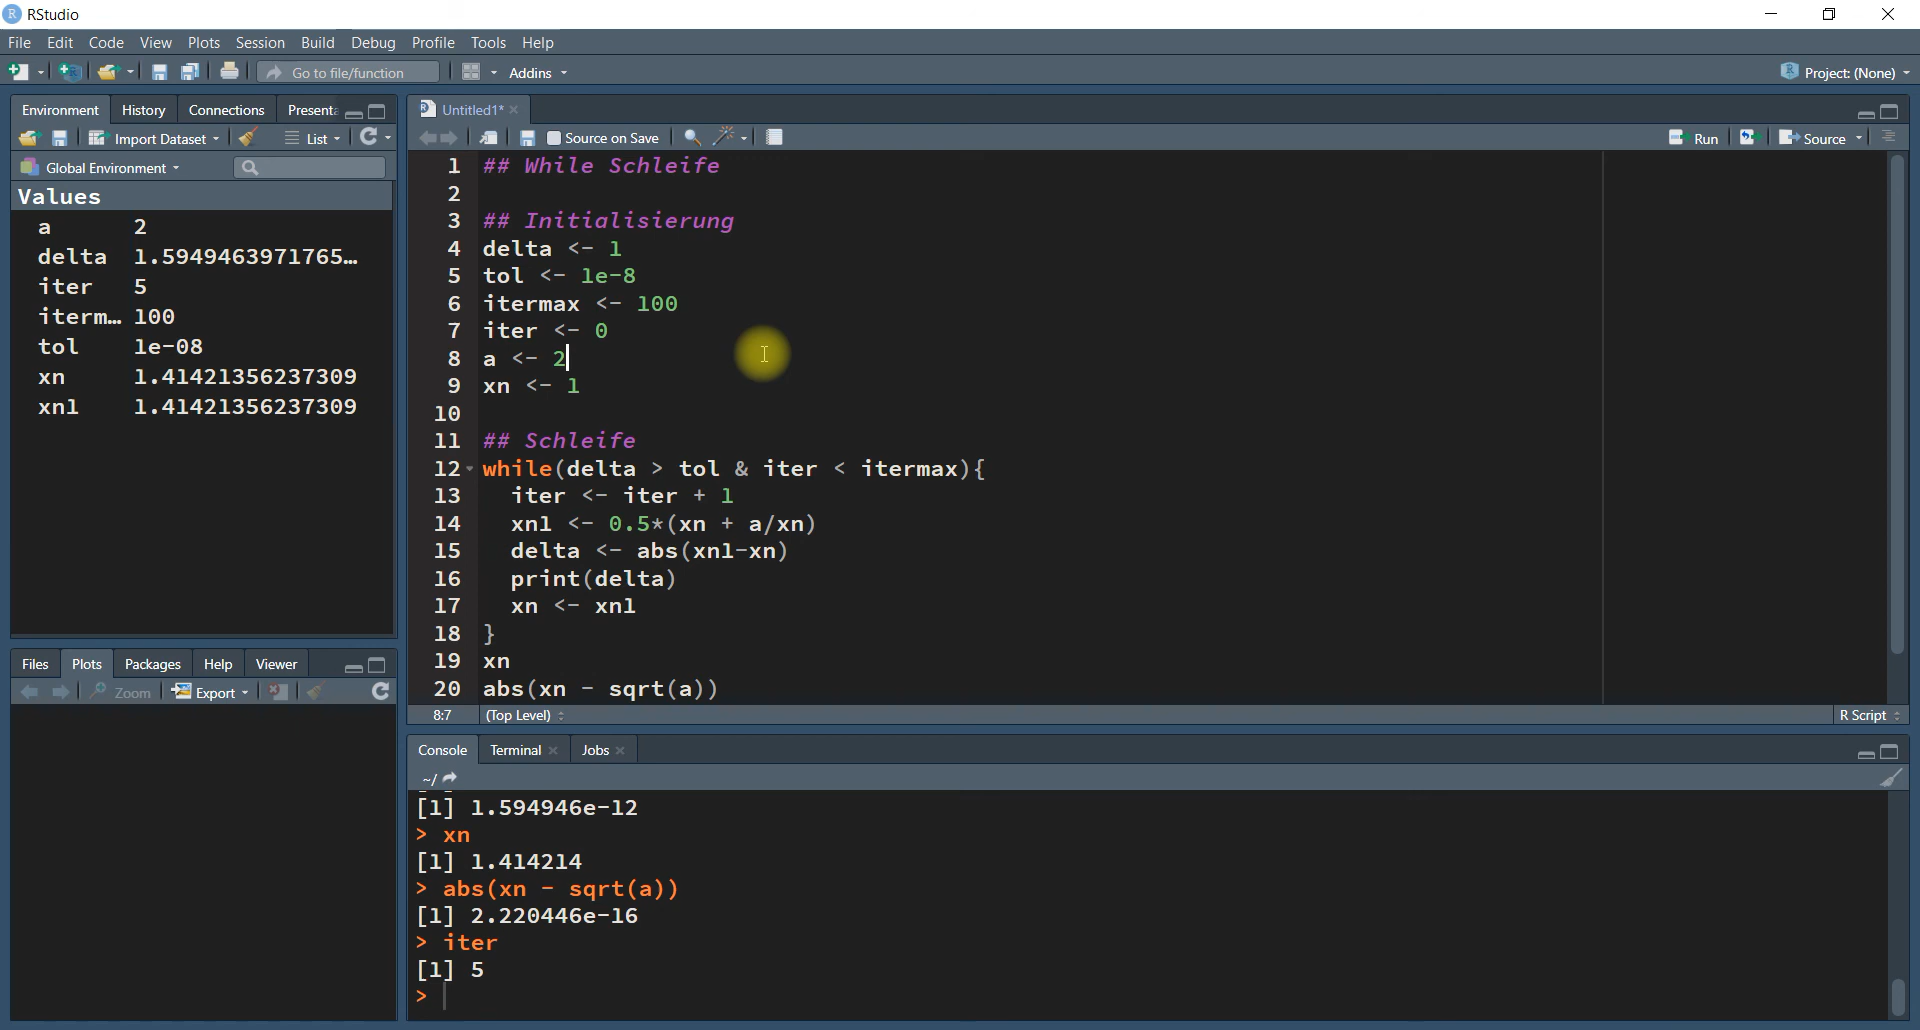 RStudio
File Edit Code View Plots Session Build Debug Profile Tools Help
Go to file/function Addins Project: (None)
Environment History Connections Presenta
Import Dataset List
Global Environment
Values
a 2
delta 1.5949463971765…
iter 5
iterm… 100
tol 1e-08
xn 1.41421356237309
xn1 1.41421356237309
Files Plots Packages Help Viewer
Zoom Export
Untitled1*
Source on Save Run Source
1 ## While Schleife
2
3 ## Initialisierung
4 delta <- 1
5 tol <- 1e-8
6 itermax <- 100
7 iter <- 0
8 a <- 2
9 xn <- 1
10
11 ## Schleife
12 while(delta > tol & iter < itermax){
13 iter <- iter + 1
14 xn1 <- 0.5*(xn + a/xn)
15 delta <- abs(xn1-xn)
16 print(delta)
17 xn <- xn1
18 }
19 xn
20 abs(xn - sqrt(a))
8:7 (Top Level) R Script
Console Terminal Jobs
~/
[1] 1.594946e-12
> xn
[1] 1.414214
> abs(xn - sqrt(a))
[1] 2.220446e-16
> iter
[1] 5
>